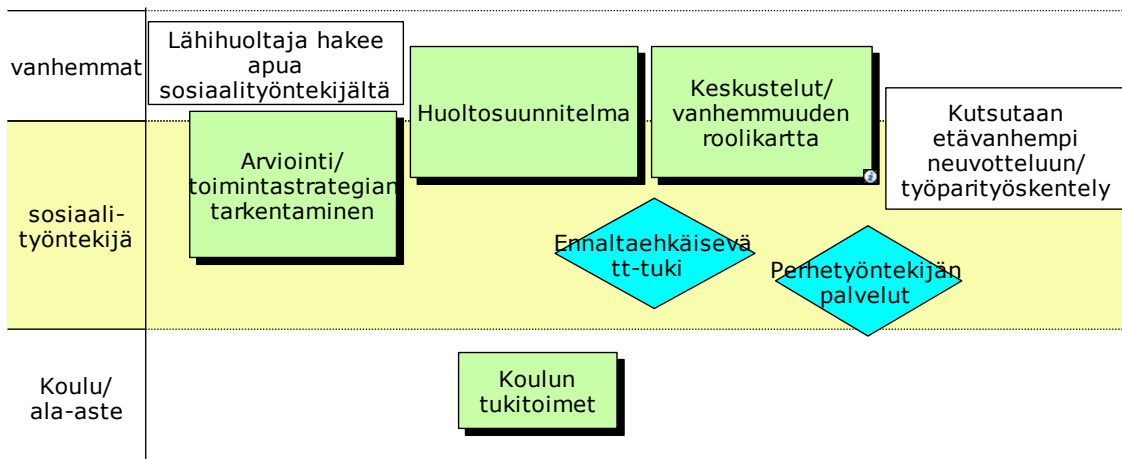 vanhemmat
Lähihuoltaja hakee
apua
sosiaalityöntekijältä
Huoltosuunnitelma
Keskustelut/
vanhemmuuden
roolikartta
Kutsutaan
etävanhempi
neuvotteluun/
työparityöskentely
sosiaali-
työntekijä
Arviointi/
toimintastrategian
tarkentaminen
Ennaltaehkäisevä
tt-tuki
Perhetyöntekijän
palvelut
Koulu/
ala-aste
Koulun
tukitoimet